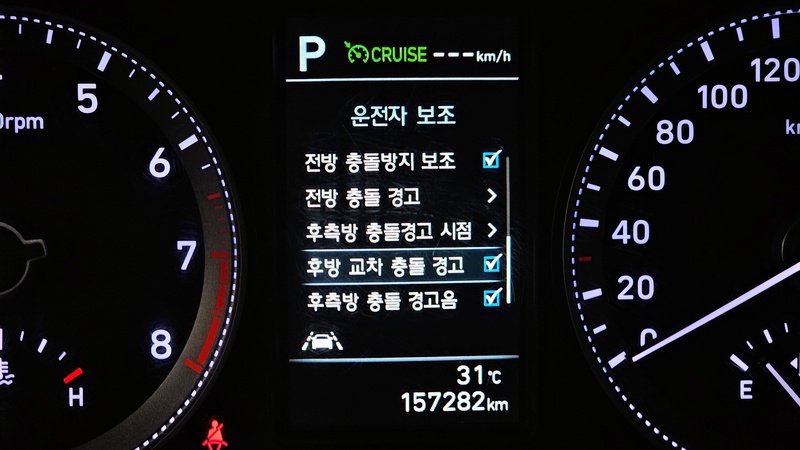 P CRUISE ---km/h
운전자 보조
전방 충돌방지 보조
전방 충돌 경고
후측방 충돌경고 시점
후방 교차 충돌 경고
후측방 충돌 경고음
31℃
157282km
5
6
7
8
H
0
20
40
60
80
100
120
E